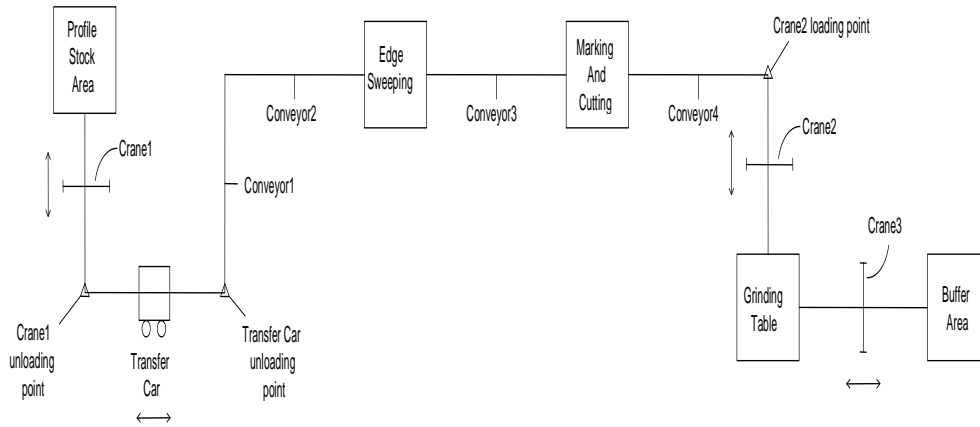 Profile
Stock
Area
Crane1
Crane1
unloading
point
Transfer
Car
Transfer Car
unloading
point
Conveyor1
Conveyor2
Edge
Sweeping
Conveyor3
Marking
And
Cutting
Conveyor4
Crane2 loading point
Crane2
Grinding
Table
Crane3
Buffer
Area